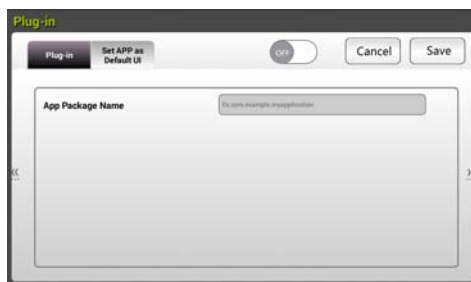 Plug-in
Plug-in
Set APP as
Default UI
OFF
Cancel
Save
App Package Name
Ex:com.example.myapplication